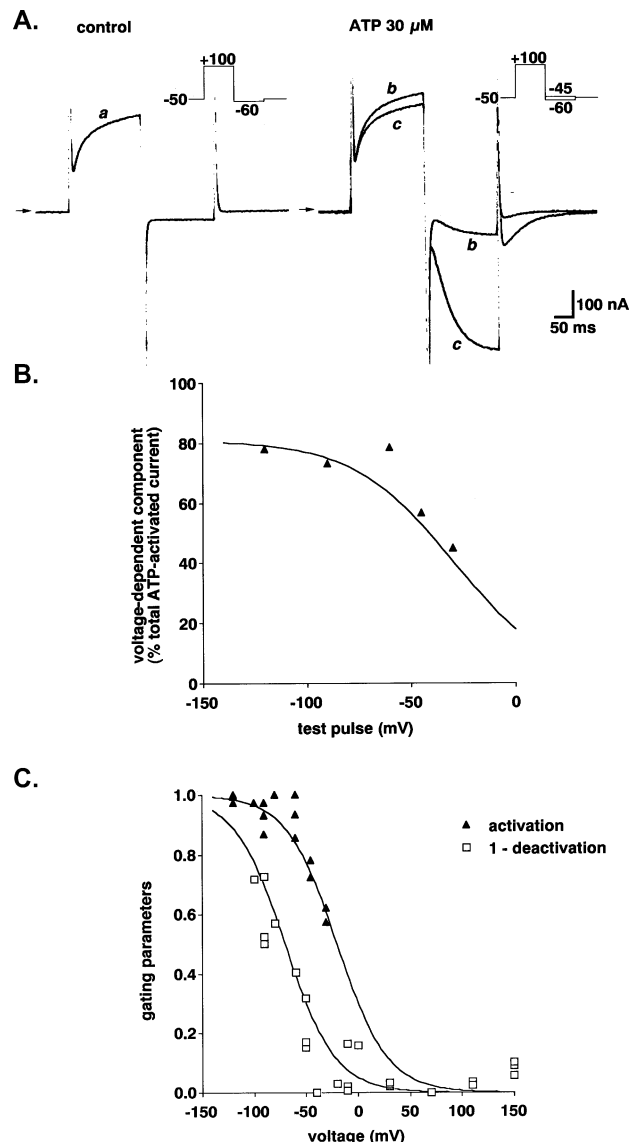 A.
control
ATP 30 µM
+100
-50
-60
a
+100
-50
-45
-60
b
c
b
c
100 nA
50 ms
B.
voltage-dependent component
(% total ATP-activated current)
100
80
60
40
20
0
-150
-100
-50
0
test pulse (mV)
C.
gating parameters
1.0
0.8
0.6
0.4
0.2
0.0
activation
1 - deactivation
-150
-100
-50
0
50
100
150
voltage (mV)